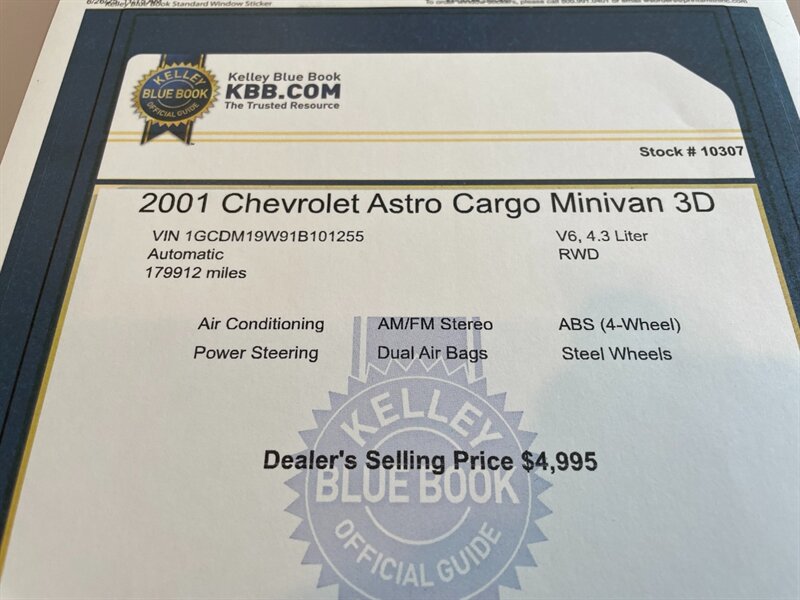 Kelley Blue Book Standard Window Sticker
KELLEY
BLUE BOOK
OFFICIAL GUIDE
Kelley Blue Book
KBB.COM
The Trusted Resource
Stock # 10307
2001 Chevrolet Astro Cargo Minivan 3D
VIN 1GCDM19W91B101255 V6, 4.3 Liter
Automatic RWD
179912 miles
Air Conditioning AM/FM Stereo ABS (4-Wheel)
Power Steering Dual Air Bags Steel Wheels
KELLEY
Dealer's Selling Price $4,995
BLUE BOOK
OFFICIAL GUIDE